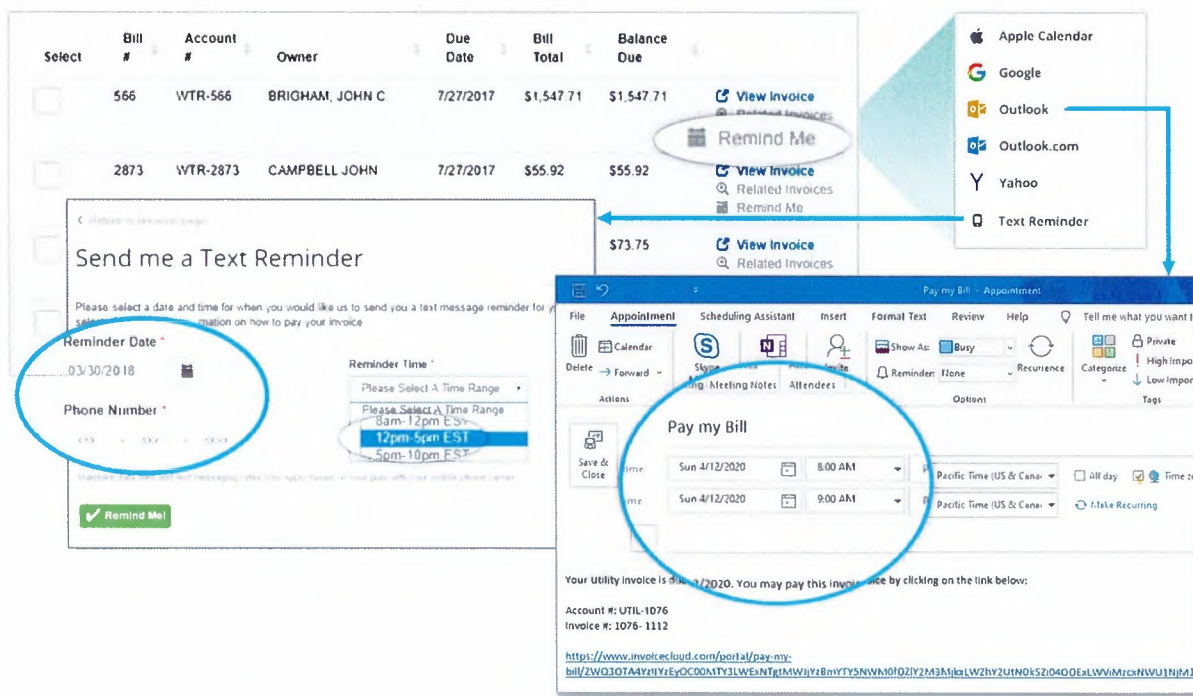 Select Bill # Account # Owner Due Date Bill Total Balance Due
566 WTR-566 BRIGHAM, JOHN C 7/27/2017 $1,547.71 $1,547.71 View Invoice
Related Invoices
Remind Me
2873 WTR-2873 CAMPBELL JOHN 7/27/2017 $55.92 $55.92 View Invoice
Related Invoices
Remind Me
$73.75 View Invoice
Related Invoices
Apple Calendar
Google
Outlook
Outlook.com
Yahoo
Text Reminder
Send me a Text Reminder
Please select a date and time for when you would like us to send you a text message reminder for
mation on how to pay your invoice
Reminder Date *
03/30/2018
Phone Number *
Reminder Time *
Please Select A Time Range
Please Select A Time Range
8am-12pm EST
12pm-5pm EST
5pm-10pm EST
Remind Me!
Pay my Bill - Appointment
File Appointment Scheduling Assistant Insert Format Text Review Help Tell me what you want
Delete Calendar Forward Skype Invite Show As: Busy Reminder: None Recurrence Categorize Private
Actions Meeting Notes Attendees Options Tags
Pay my Bill
Save & Close
Sun 4/12/2020 8:00 AM Pacific Time (US & Cana All day Time
Sun 4/12/2020 9:00 AM Pacific Time (US & Cana Make Recurring
Your Utility invoice is /2020. You may pay this by clicking on the link below:
Account #: UTIL-1076
Invoice #: 1076- 1112
https://www.invoicecloud.com/portal/pay-my-